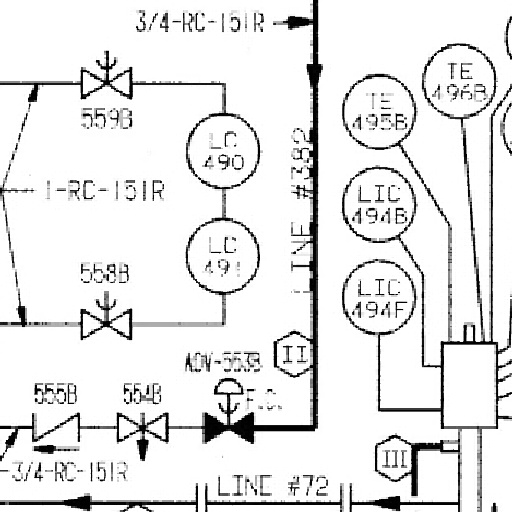 3/4-RC-151R
TE
496B
TE
495B
559B
LC
490
LINE #382
1-RC-151R
LIC
494B
LC
491
558B
LIC
494F
II
AOV-553B
555B
554B
F.C.
III
-3/4-RC-151R
LINE #72